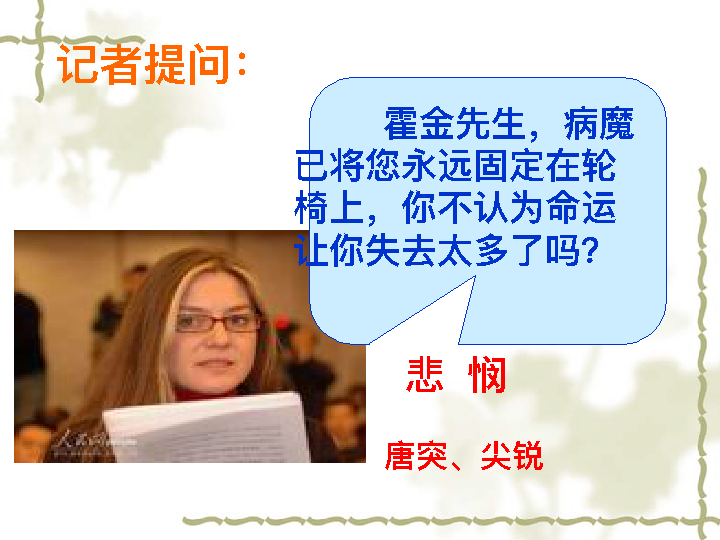 记者提问：
霍金先生，病魔
已将您永远固定在轮
椅上，你不认为命运
让你失去太多了吗？
悲 悯
唐突、尖锐